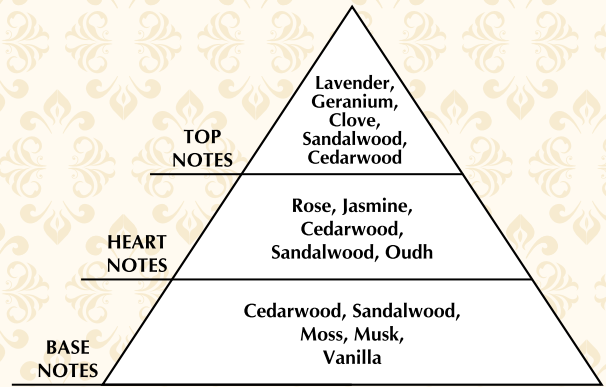 Lavender,
Geranium,
Clove,
Sandalwood,
Cedarwood
TOP
NOTES
Rose, Jasmine,
Cedarwood,
Sandalwood, Oudh
HEART
NOTES
Cedarwood, Sandalwood,
Moss, Musk,
Vanilla
BASE
NOTES